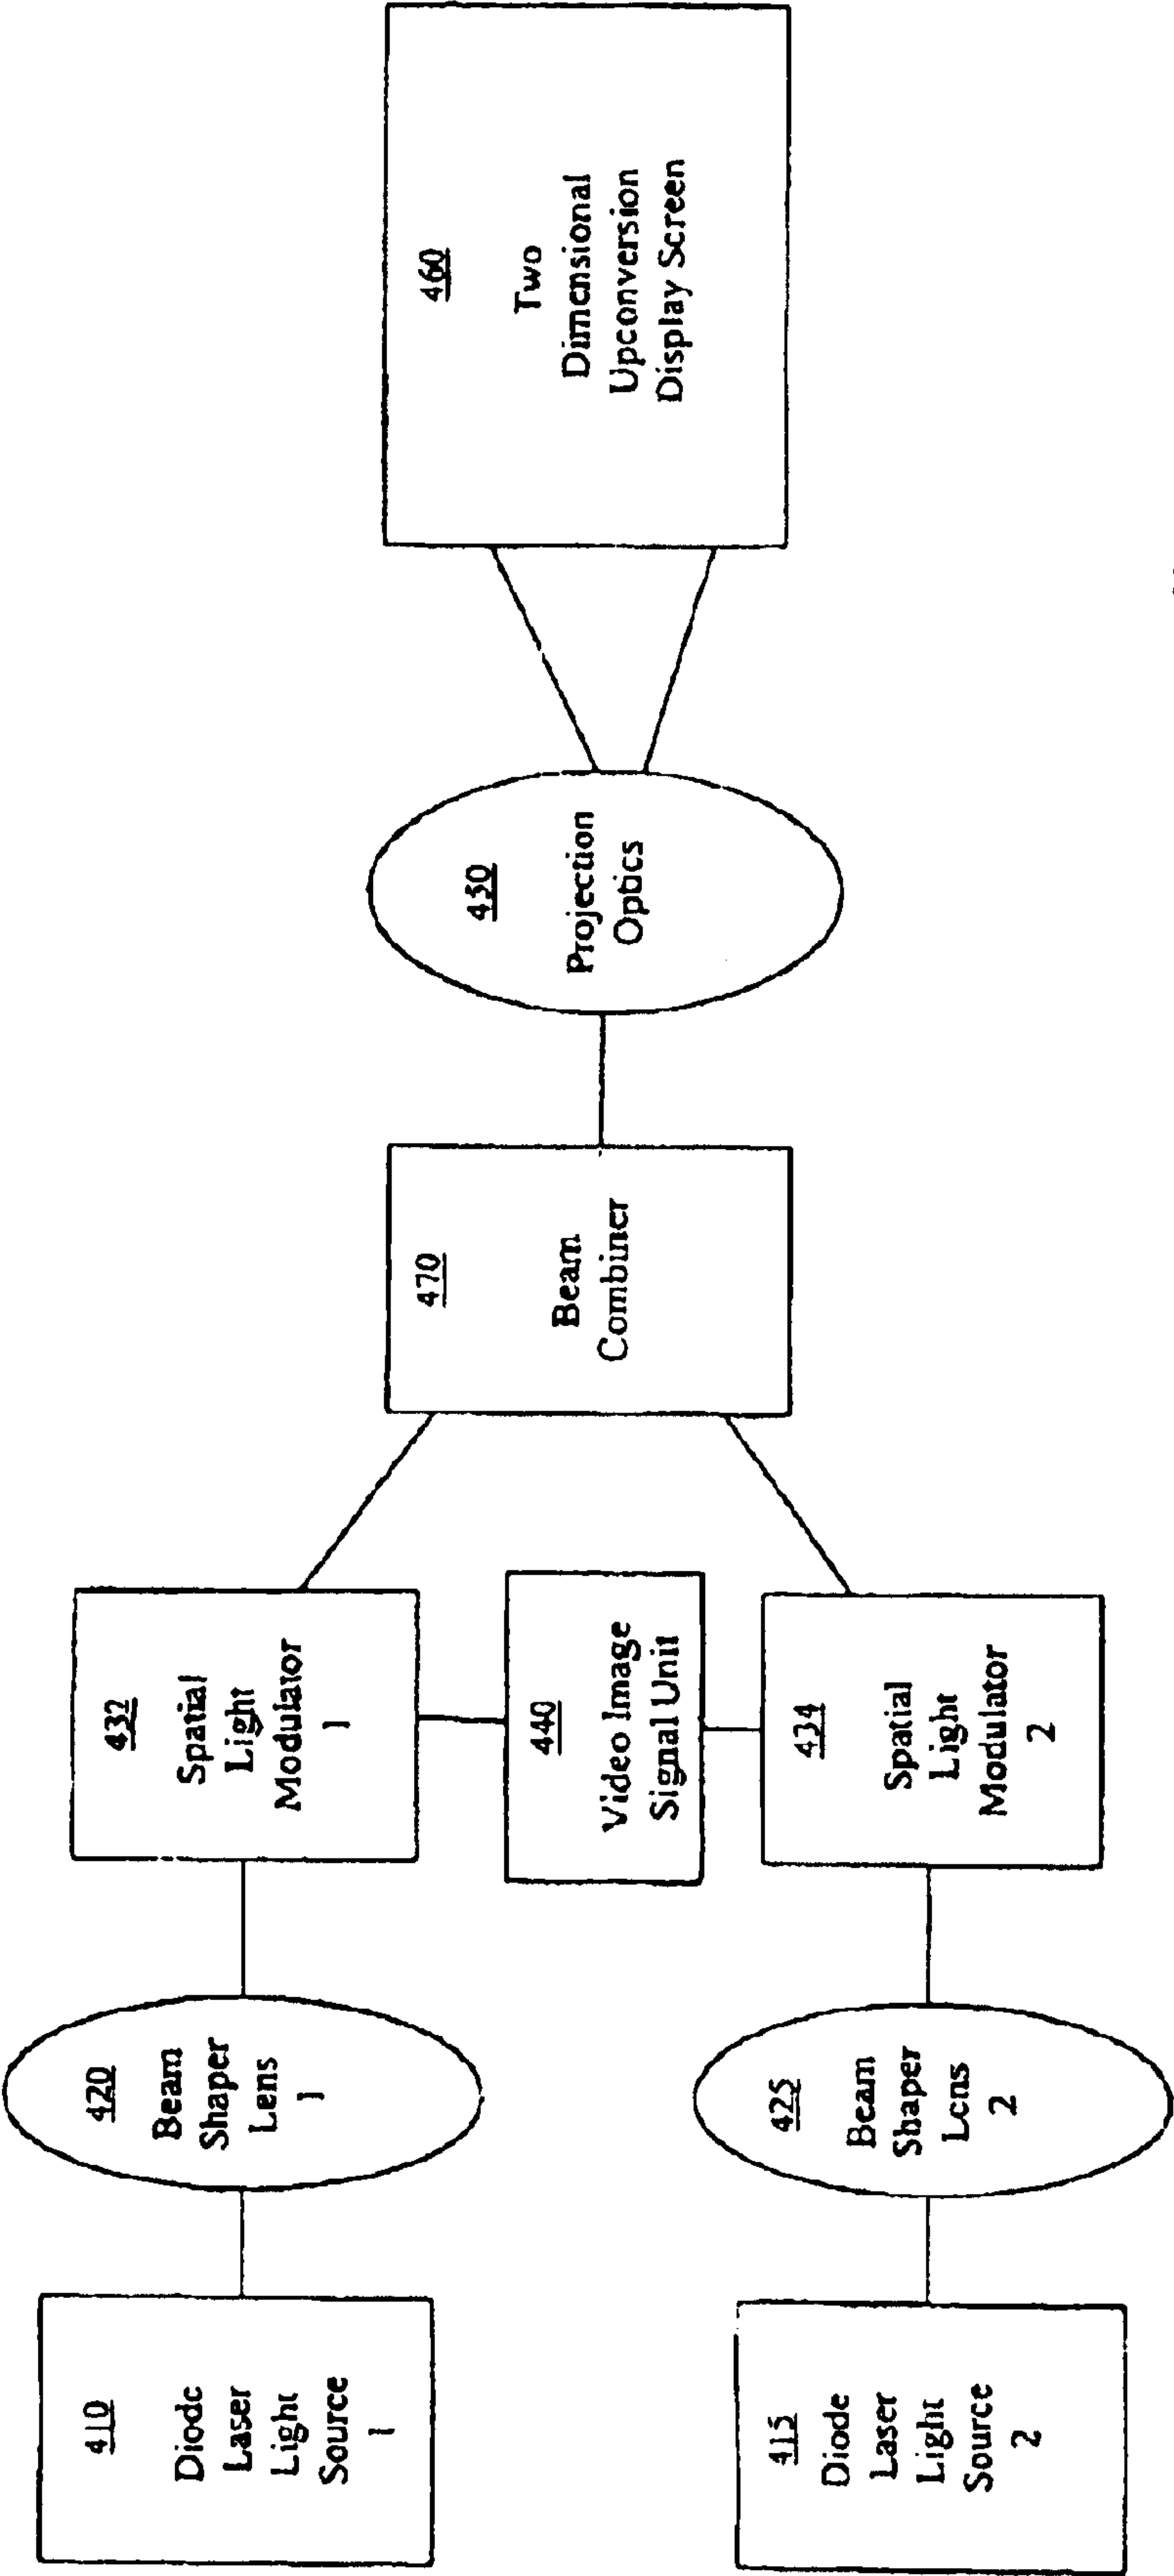 410
Diode
Laser
Light
Source
1
420
Beam
Shaper
Lens
1
432
Spatial
Light
Modulator
1
440
Video Image
Signal Unit
415
Diode
Laser
Light
Source
2
425
Beam
Shaper
Lens
2
434
Spatial
Light
Modulator
2
470
Beam
Combiner
450
Projection
Optics
460
Two
Dimensional
Upconversion
Display Screen